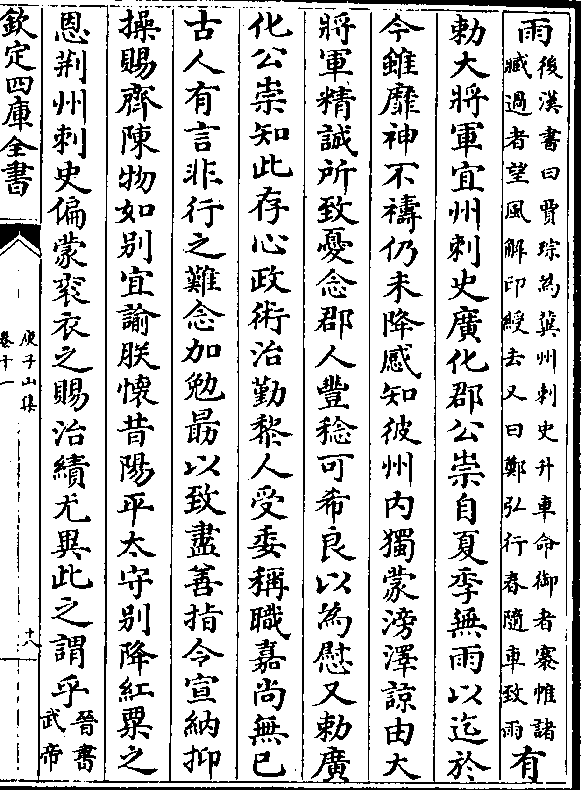 雨後漢書曰賈琮為冀州刺史升車命御者褰帷諸臧過者望風解印綬去又曰鄭弘行春隨車致雨有
勅大將軍宜州刺史廣化郡公崇自夏季無雨以迄於
今雖靡神不禱仍未降感知彼州內獨蒙滂澤諒由大
將軍精誠所致憂念郡人豐稔可希良以為慰又勅廣
化公崇知此存心政術治勤黎人受委稱職嘉尚無已
古人有言非行之難念加勉勗以致盡善指令宣納抑
操賜齊陳物如别宜諭朕懷昔陽平太守别降紅粟之
恩荆州刺史偏蒙衮衣之賜治績尤異此之謂乎晉書武帝
欽定四庫全書
庾子山集
卷十一
十八